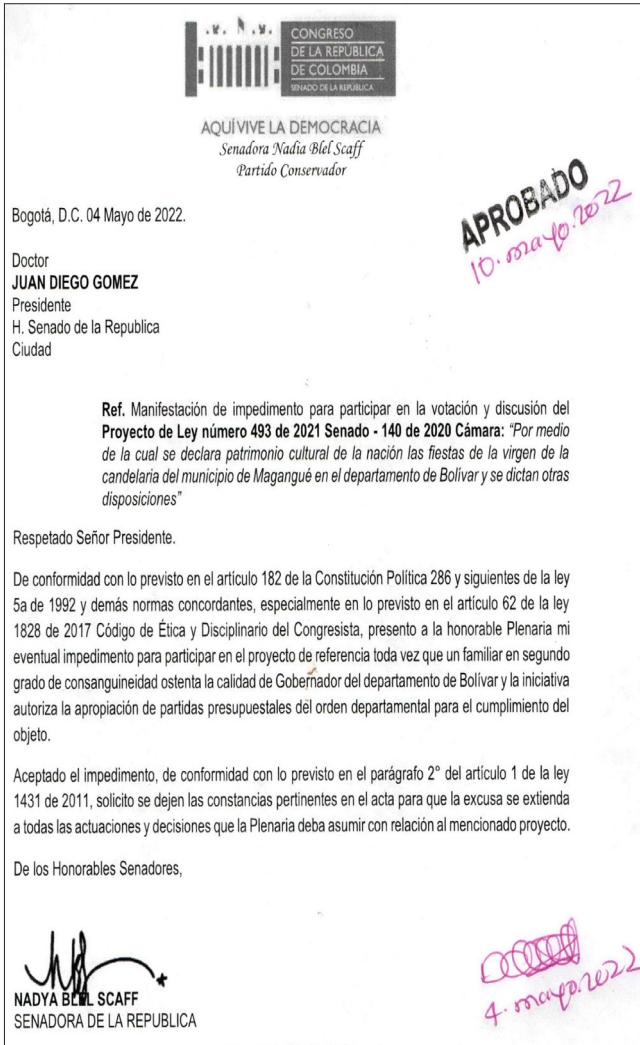 CONGRESO
DE LA REPÚBLICA
DE COLOMBIA
SENADO DE LA REPÚBLICA
AQUÍ VIVE LA DEMOCRACIA
Senadora Nadia Blel Scaff
Partido Conservador
APROBADO
10. mayo. 2022
Bogotá, D.C. 04 Mayo de 2022.
Doctor
JUAN DIEGO GOMEZ
Presidente
H. Senado de la Republica
Ciudad
Ref. Manifestación de impedimento para participar en la votación y discusión del
Proyecto de Ley número 493 de 2021 Senado - 140 de 2020 Cámara: “Por medio
de la cual se declara patrimonio cultural de la nación las fiestas de la virgen de la
candelaria del municipio de Magangué en el departamento de Bolívar y se dictan otras
disposiciones”
Respetado Señor Presidente.
De conformidad con lo previsto en el artículo 182 de la Constitución Política 286 y siguientes de la ley
5a de 1992 y demás normas concordantes, especialmente en lo previsto en el artículo 62 de la ley
1828 de 2017 Código de Ética y Disciplinario del Congresista, presento a la honorable Plenaria mi
eventual impedimento para participar en el proyecto de referencia toda vez que un familiar en segundo
grado de consanguineidad ostenta la calidad de Gobernador del departamento de Bolívar y la iniciativa
autoriza la apropiación de partidas presupuestales del orden departamental para el cumplimiento del
objeto.
Aceptado el impedimento, de conformidad con lo previsto en el parágrafo 2° del artículo 1 de la ley
1431 de 2011, solicito se dejen las constancias pertinentes en el acta para que la excusa se extienda
a todas las actuaciones y decisiones que la Plenaria deba asumir con relación al mencionado proyecto.
De los Honorables Senadores,
NADYA BLEL SCAFF
SENADORA DE LA REPUBLICA
4. mayo. 2022